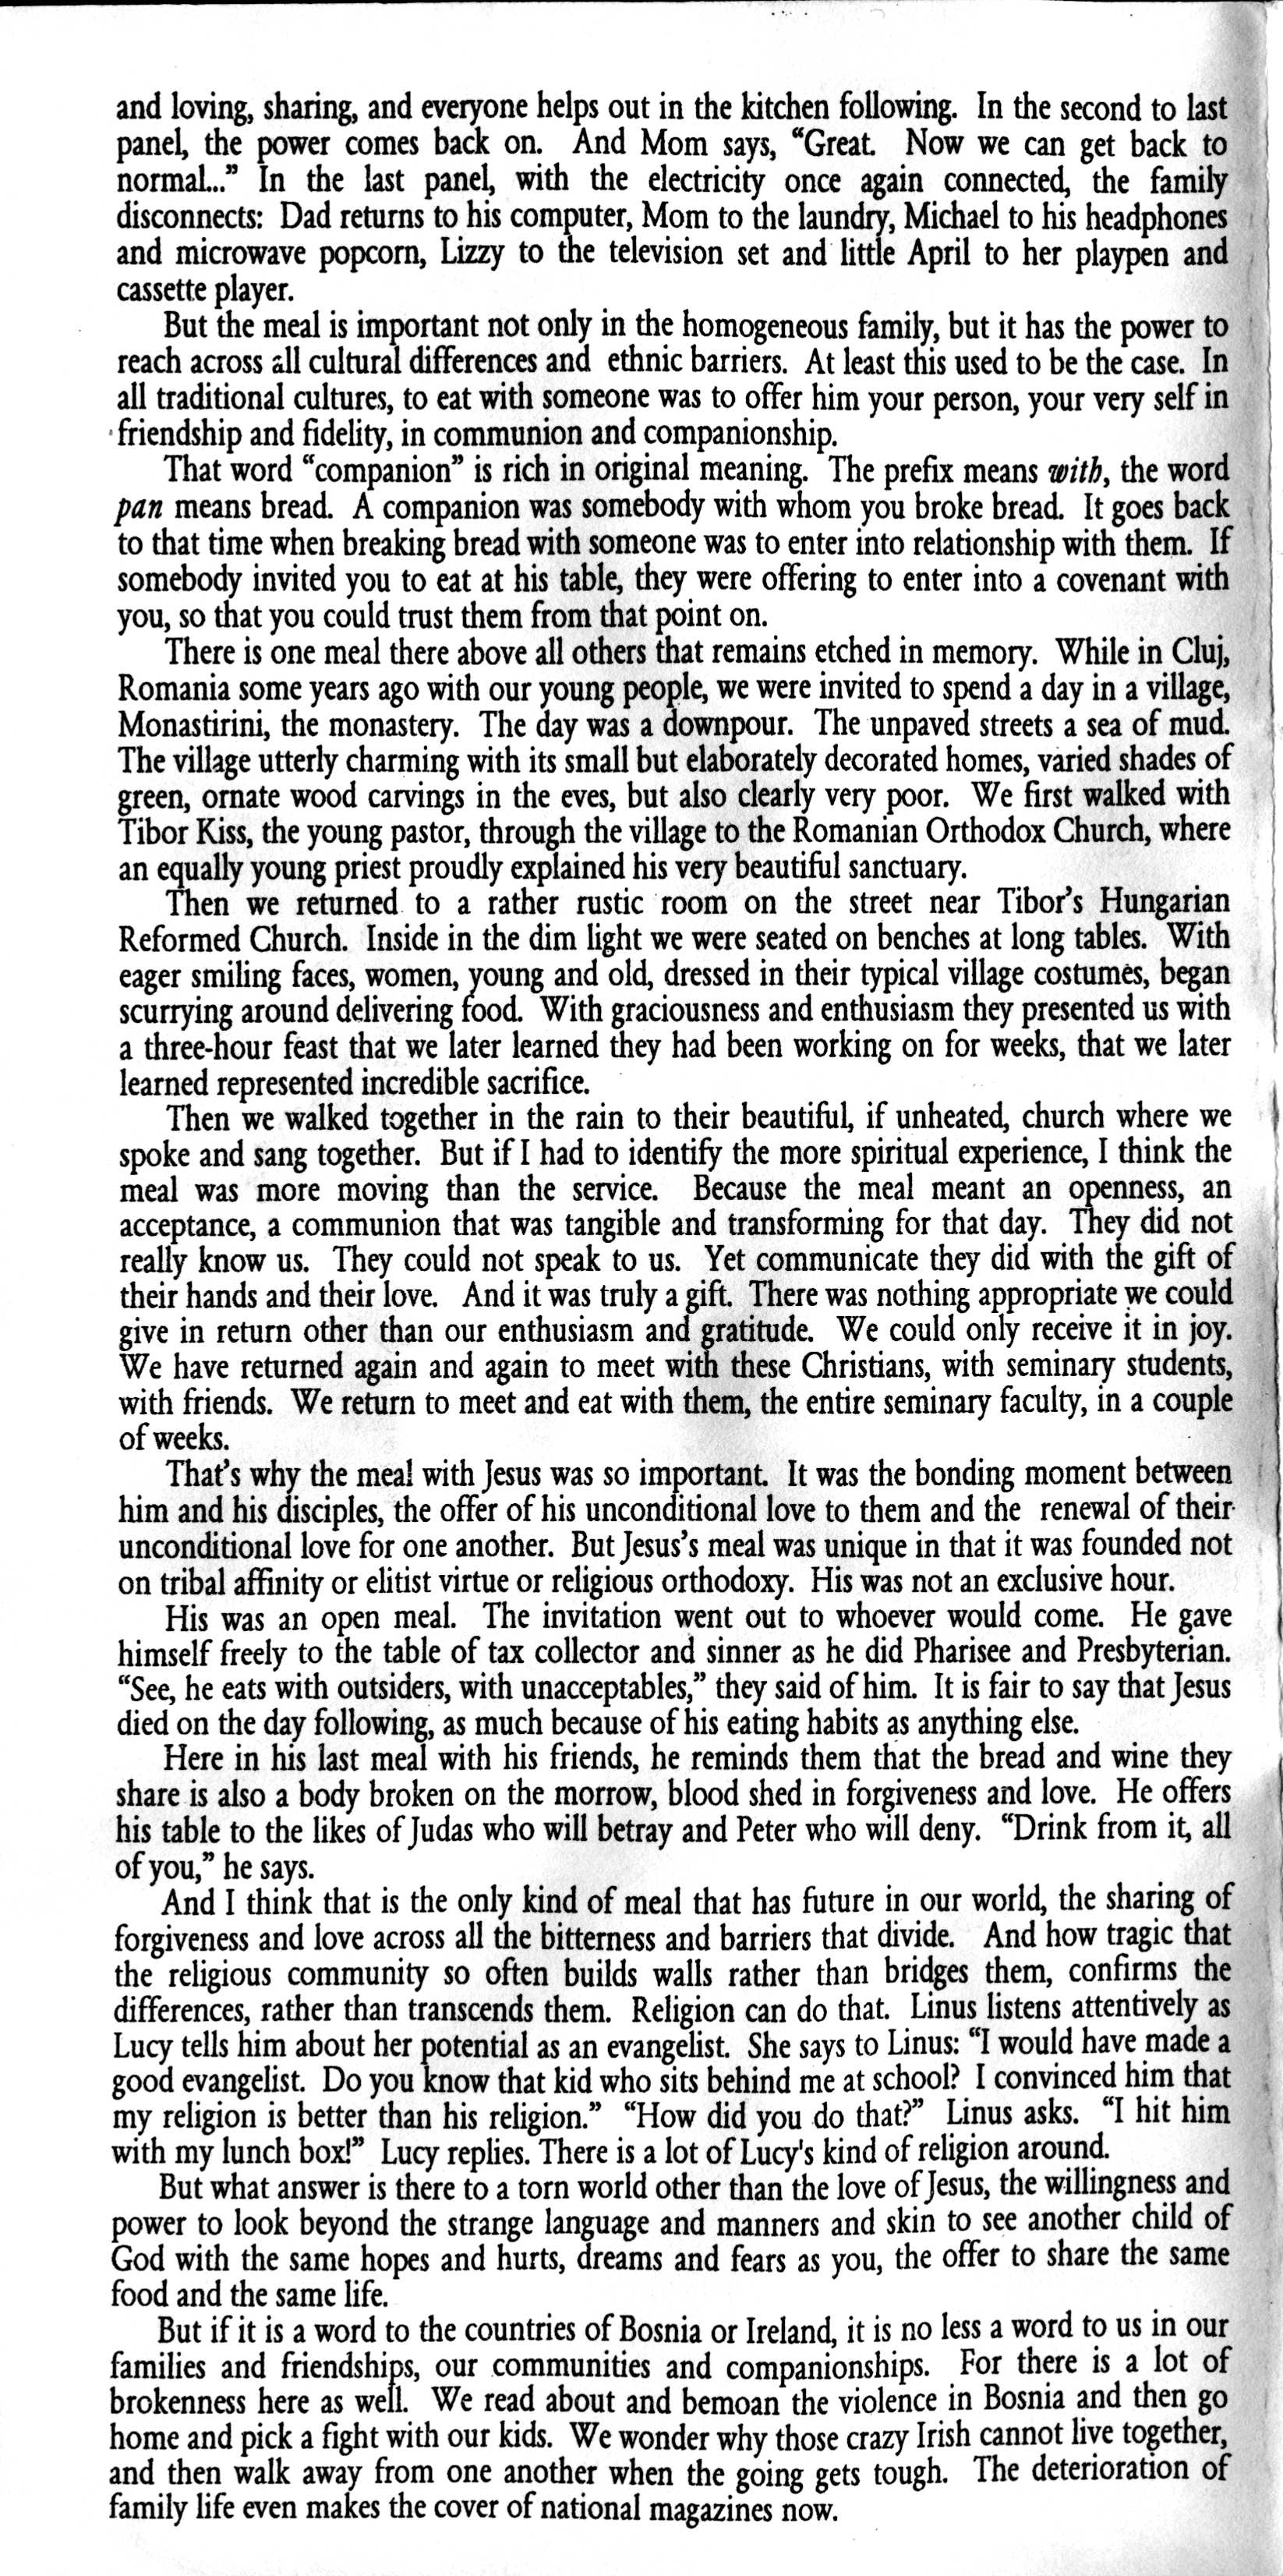 and loving, sharing, and everyone helps out in the kitchen following. In the second to last
panel, the power comes back on. And Mom says, “Great. Now we can get back to
normal...” In the last panel, with the electricity once again connected, the family
disconnects: Dad returns to his computer, Mom to the laundry, Michael to his headphones
and microwave popcorn, Lizzy to the television set and little April to her playpen and
cassette player.
But the meal is important not only in the homogeneous family, but it has the power to
reach across all cultural differences and ethnic barriers. At least this used to be the case. In
all traditional cultures, to eat with someone was to offer him your person, your very self in
friendship and fidelity, in communion and companionship.
That word “companion” is rich in original meaning. The prefix means with, the word
pan means bread. A companion was somebody with whom you broke bread. It goes back
to that time when breaking bread with someone was to enter into relationship with them. If
somebody invited you to eat at his table, they were offering to enter into a covenant with
you, so that you could trust them from that point on.
There is one meal there above all others that remains etched in memory. While in Cluj,
Romania some years ago with our young people, we were invited to spend a day in a village,
Monastirini, the monastery. The day was a downpour. The unpaved streets a sea of mud.
The village utterly charming with its small but elaborately decorated homes, varied shades of
green, ornate wood carvings in the eves, but also clearly very poor. We first walked with
Tibor Kiss, the young pastor, through the village to the Romanian Orthodox Church, where
an equally young priest proudly explained his very beautiful sanctuary.
Then we returned to a rather rustic room on the street near Tibor’s Hungarian
Reformed Church. Inside in the dim light we were seated on benches at long tables. With
eager smiling faces, women, young and old, dressed in their typical village costumes, began
scurrying around delivering food. With graciousness and enthusiasm they presented us with
a three-hour feast that we later learned they had been working on for weeks, that we later
learned represented incredible sacrifice.
Then we walked together in the rain to their beautiful, if unheated, church where we
spoke and sang together. But if I had to identify the more spiritual experience, I think the
meal was more moving than the service. Because the meal meant an openness, an
acceptance, a communion that was tangible and transforming for that day. They did not
really know us. They could not speak to us. Yet communicate they did with the gift of
their hands and their love. And it was truly a gift. There was nothing appropriate we could
give in return other than our enthusiasm and gratitude. We could only receive it in joy.
We have returned again and again to meet with these Christians, with seminary students,
with friends. We return to meet and eat with them, the entire seminary faculty, in a couple
of weeks.
That’s why the meal with Jesus was so important. It was the bonding moment between
him and his disciples, the offer of his unconditional love to them and the renewal of their
unconditional love for one another. But Jesus’s meal was unique in that it was founded not
on tribal affinity or elitist virtue or religious orthodoxy. His was not an exclusive hour.
His was an open meal. The invitation went out to whoever would come. He gave
himself freely to the table of tax collector and sinner as he did Pharisee and Presbyterian.
“See, he eats with outsiders, with unacceptables,” they said of him. It is fair to say that Jesus
died on the day following, as much because of his eating habits as anything else.
Here in his last meal with his friends, he reminds them that the bread and wine they
share is also a body broken on the morrow, blood shed in forgiveness and love. He offers
his table to the likes of Judas who will betray and Peter who will deny. “Drink from it, all
of you,” he says.
And I think that is the only kind of meal that has future in our world, the sharing of
forgiveness and love across all the bitterness and barriers that divide. And how tragic that
the religious community so often builds walls rather than bridges them, confirms the
differences, rather than transcends them. Religion can do that. Linus listens attentively as
Lucy tells him about her potential as an evangelist. She says to Linus: “I would have made a
good evangelist. Do you know that kid who sits behind me at school? I convinced him that
my religion is better than his religion.” “How did you do that?” Linus asks. “I hit him
with my lunch box!” Lucy replies. There is a lot of Lucy's kind of religion around.
But what answer is there to a torn world other than the love of Jesus, the willingness and
power to look beyond the strange language and manners and skin to see another child of
God with the same hopes and hurts, dreams and fears as you, the offer to share the same
food and the same life.
But if it is a word to the countries of Bosnia or Ireland, it is no less a word to us in our
families and friendships, our communities and companionships. For there is a lot of
brokenness here as well. We read about and bemoan the violence in Bosnia and then go
home and pick a fight with our kids. We wonder why those crazy Irish cannot live together,
and then walk away from one another when the going gets tough. The deterioration of
family life even makes the cover of national magazines now.